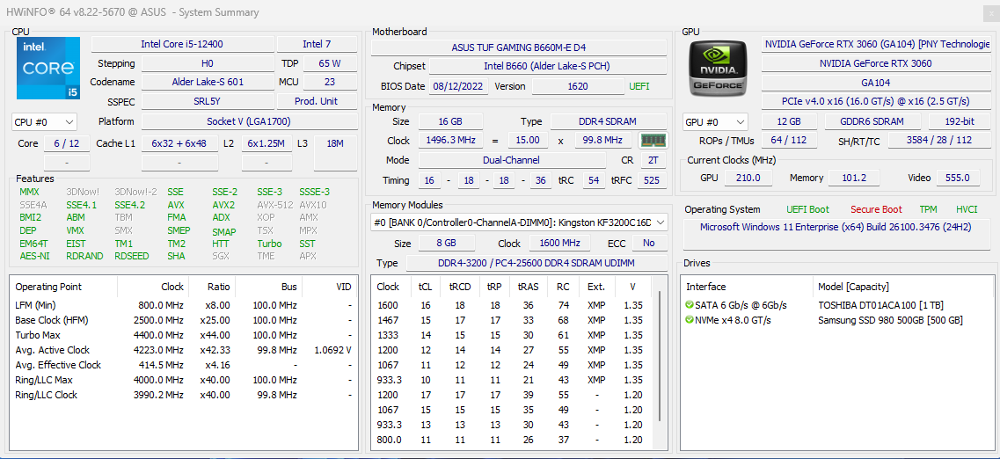 HWiNFO® 64 v8.22-5670 @ ASUS - System Summary
CPU
intel.
CORE
i5
Intel Core i5-12400 Intel 7
Stepping H0 TDP 65 W
Codename Alder Lake-S 601 MCU 23
SSPEC SRL5Y Prod. Unit
CPU #0 Platform Socket V (LGA1700)
Core 6 / 12 Cache L1 6x32 + 6x48 L2 6x1.25M L3 18M
- - - -
Features
MMX 3DNow! 3DNow!-2 SSE SSE-2 SSE-3 SSSE-3
SSE4A SSE4.1 SSE4.2 AVX AVX2 AVX-512 AVX10
BMI2 ABM TBM FMA ADX XOP AMX
DEP VMX SMX SMEP SMAP TSX MPX
EM64T EIST TM1 TM2 HTT Turbo SST
AES-NI RDRAND RDSEED SHA SGX TME APX
Operating Point Clock Ratio Bus VID
LFM (Min) 800.0 MHz x8.00 100.0 MHz -
Base Clock (HFM) 2500.0 MHz x25.00 100.0 MHz -
Turbo Max 4400.0 MHz x44.00 100.0 MHz -
Avg. Active Clock 4223.0 MHz x42.33 99.8 MHz 1.0692 V
Avg. Effective Clock 414.5 MHz x4.16 - -
Ring/LLC Max 4000.0 MHz x40.00 100.0 MHz -
Ring/LLC Clock 3990.2 MHz x40.00 99.8 MHz -
Motherboard
ASUS TUF GAMING B660M-E D4
Chipset Intel B660 (Alder Lake-S PCH)
BIOS Date 08/12/2022 Version 1620 UEFI
Memory
Size 16 GB Type DDR4 SDRAM
Clock 1496.3 MHz = 15.00 x 99.8 MHz
Mode Dual-Channel CR 2T
Timing 16 - 18 - 18 - 36 tRC 54 tRFC 525
Memory Modules
#0 [BANK 0/Controller0-ChannelA-DIMM0]: Kingston KF3200C16D
Size 8 GB Clock 1600 MHz ECC No
Type DDR4-3200 / PC4-25600 DDR4 SDRAM UDIMM
Clock tCL tRCD tRP tRAS RC Ext. V
1600 16 18 18 36 74 XMP 1.35
1467 15 17 17 33 68 XMP 1.35
1333 14 15 15 30 61 XMP 1.35
1200 12 14 14 27 55 XMP 1.35
1067 11 12 12 24 49 XMP 1.35
933.3 10 11 11 21 43 XMP 1.35
1200 17 17 17 39 55 - 1.20
1067 15 15 15 35 49 - 1.20
933.3 13 13 13 30 43 - 1.20
800.0 11 11 11 26 37 - 1.20
GPU
NVIDIA
GEFORCE
NVIDIA GeForce RTX 3060 (GA104) [PNY Technologie
NVIDIA GeForce RTX 3060
GA104
PCIe v4.0 x16 (16.0 GT/s) @ x16 (2.5 GT/s)
GPU #0 12 GB GDDR6 SDRAM 192-bit
ROPs / TMUs 64 / 112 SH/RT/TC 3584 / 28 / 112
Current Clocks (MHz)
GPU 210.0 Memory 101.2 Video 555.0
Operating System UEFI Boot Secure Boot TPM HVCI
Microsoft Windows 11 Enterprise (x64) Build 26100.3476 (24H2)
Drives
Interface Model [Capacity]
SATA 6 Gb/s @ 6Gb/s TOSHIBA DT01ACA100 [1 TB]
NVMe x4 8.0 GT/s Samsung SSD 980 500GB [500 GB]